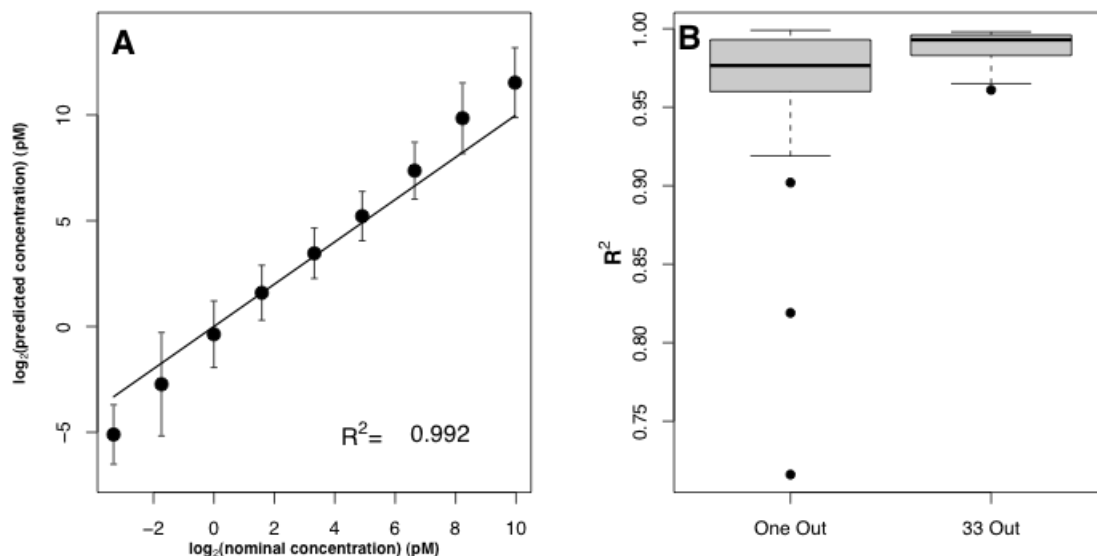 A
log₂(predicted concentration) (pM)
10
5
0
−5
R²= 0.992
−2 0 2 4 6 8 10
log₂(nominal concentration) (pM)
B
R²
1.00
0.95
0.90
0.85
0.80
0.75
One Out 33 Out